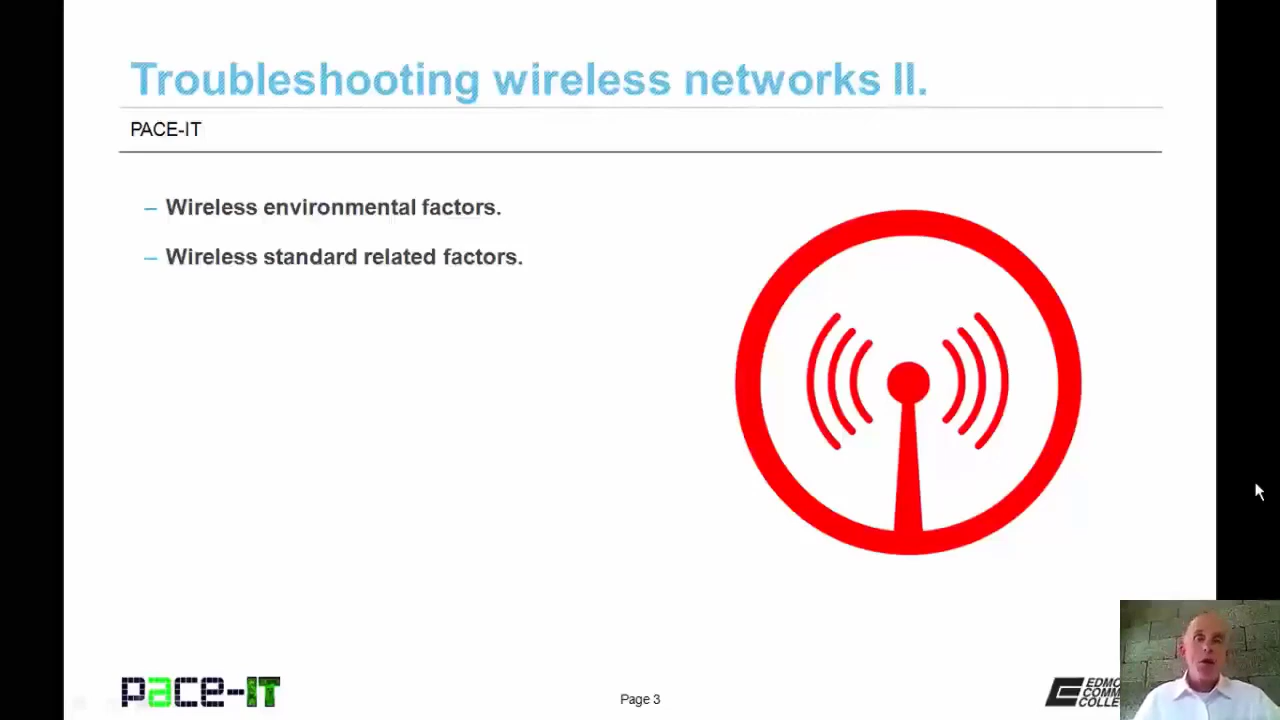 Troubleshooting wireless networks II.
PACE-IT
– Wireless environmental factors.
– Wireless standard related factors.
pace-IT
Page 3